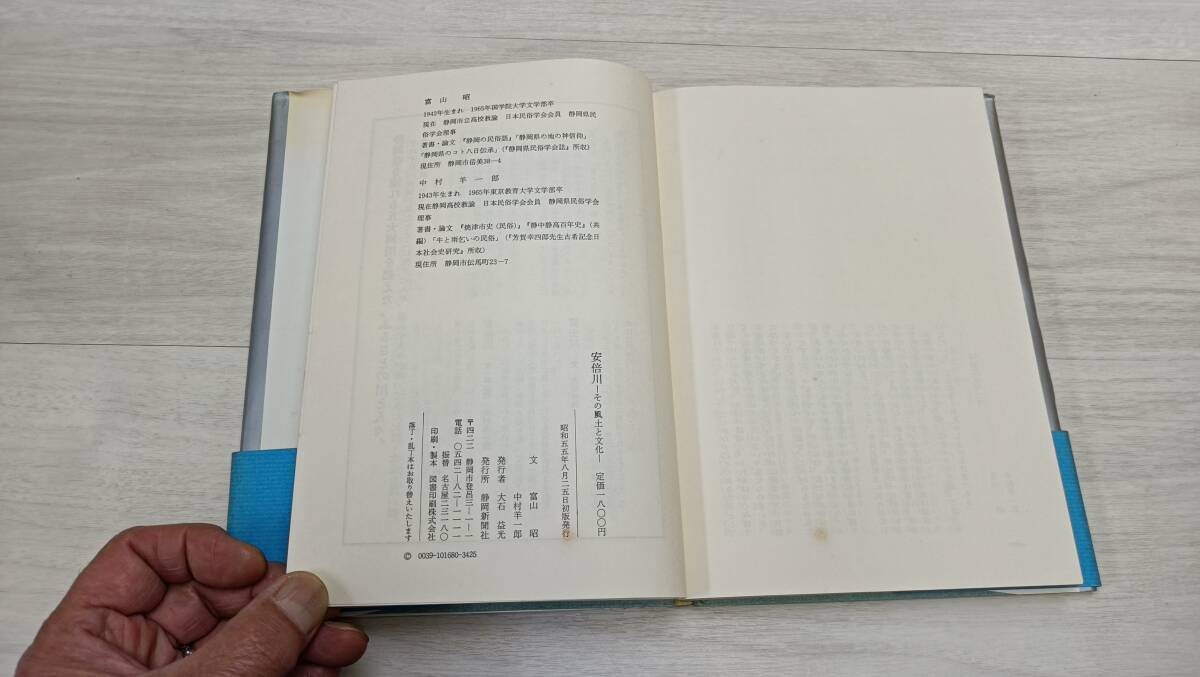 富山　昭
1942年生まれ　1965年国学院大学文学部卒
現在　静岡市立高校教諭　日本民俗学会会員　静岡県民
俗学会理事
著書・論文　『静岡の民俗誌』「静岡県の地の神信仰」
「静岡県のコト八日伝承」（『静岡県民俗学会誌』所収）
現住所　静岡市岳美38—4
中村　羊一郎
1943年生まれ　1965年東京教育大学文学部卒
現在静岡高校教諭　日本民俗学会会員　静岡県民俗学会
理事
著書・論文　『焼津市史（民俗）』『静中静高百年史』（共
編）「牛と雨乞いの民俗」（『芳賀幸四郎先生古希記念日
本社会史研究』所収）
現住所　静岡市伝馬町23—7
安倍川—その風土と文化—　定価一八〇〇円
昭和五五年八月二五日初版発行
文　富山　昭
中村羊一郎
発行者　大石　益光
発行所　静岡新聞社
〒四二二　静岡市登呂三—一—一
電話　〇五四二—八二—一一一一
振替　名古屋二—三一八〇
印刷・製本　図書印刷株式会社
落丁・乱丁本はお取り替えいたします
© 0039-101680-3425